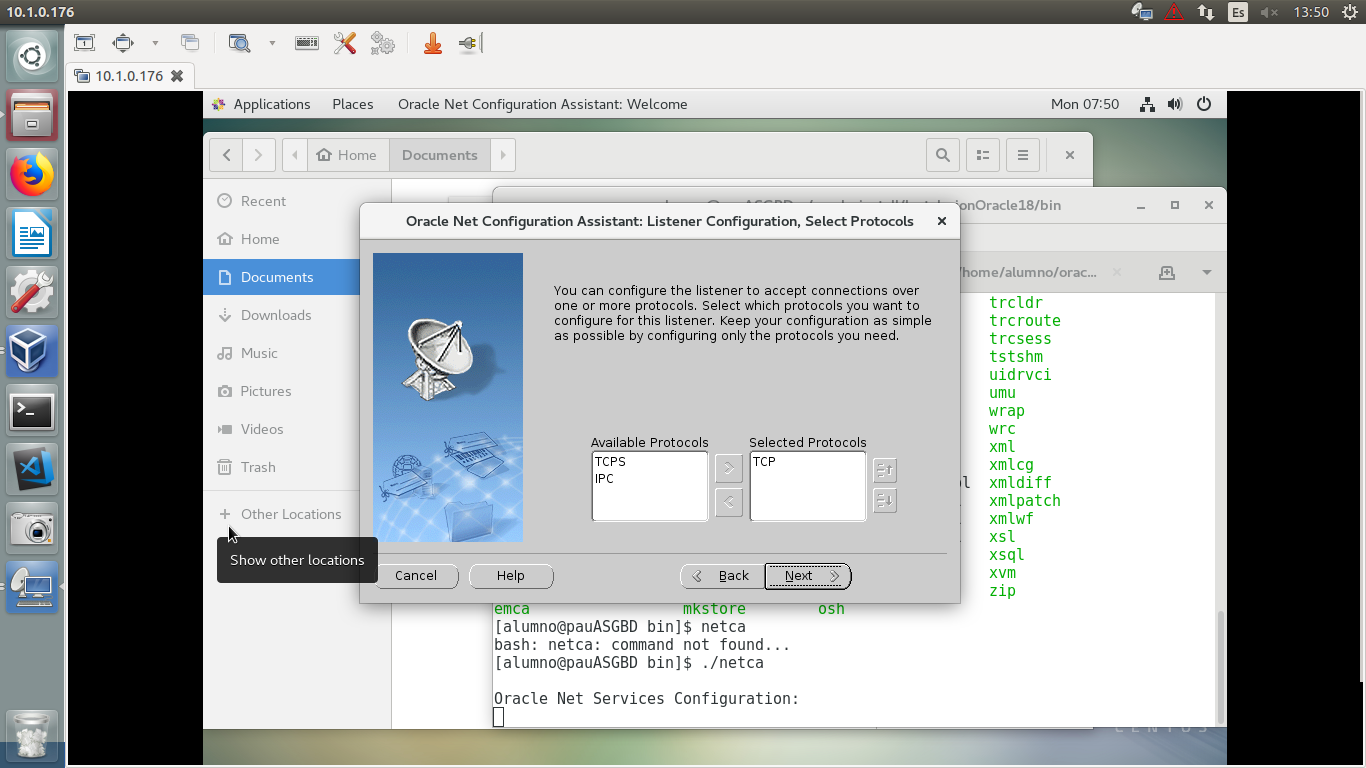 10.1.0.176
Es
13:50
10.1.0.176
Applications
Places
Oracle Net Configuration Assistant: Welcome
Mon 07:50
Home
Documents
Recent
Home
Documents
Downloads
Music
Pictures
Videos
Trash
Other Locations
Show other locations
ionOracle18/bin
/home/alumno/orac...
Oracle Net Configuration Assistant: Listener Configuration, Select Protocols
You can configure the listener to accept connections over
one or more protocols. Select which protocols you want to
configure for this listener. Keep your configuration as simple
as possible by configuring only the protocols you need.
Available Protocols
TCPS
IPC
Selected Protocols
TCP
Cancel
Help
Back
Next
trcldr
trcroute
trcsess
tstshm
uidrvci
umu
wrap
wrc
xml
xmlcg
xmldiff
xmlpatch
xmlwf
xsl
xsql
xvm
zip
emca mkstore osh
[alumno@pauASGBD bin]$ netca
bash: netca: command not found...
[alumno@pauASGBD bin]$ ./netca
Oracle Net Services Configuration:
CENTOS